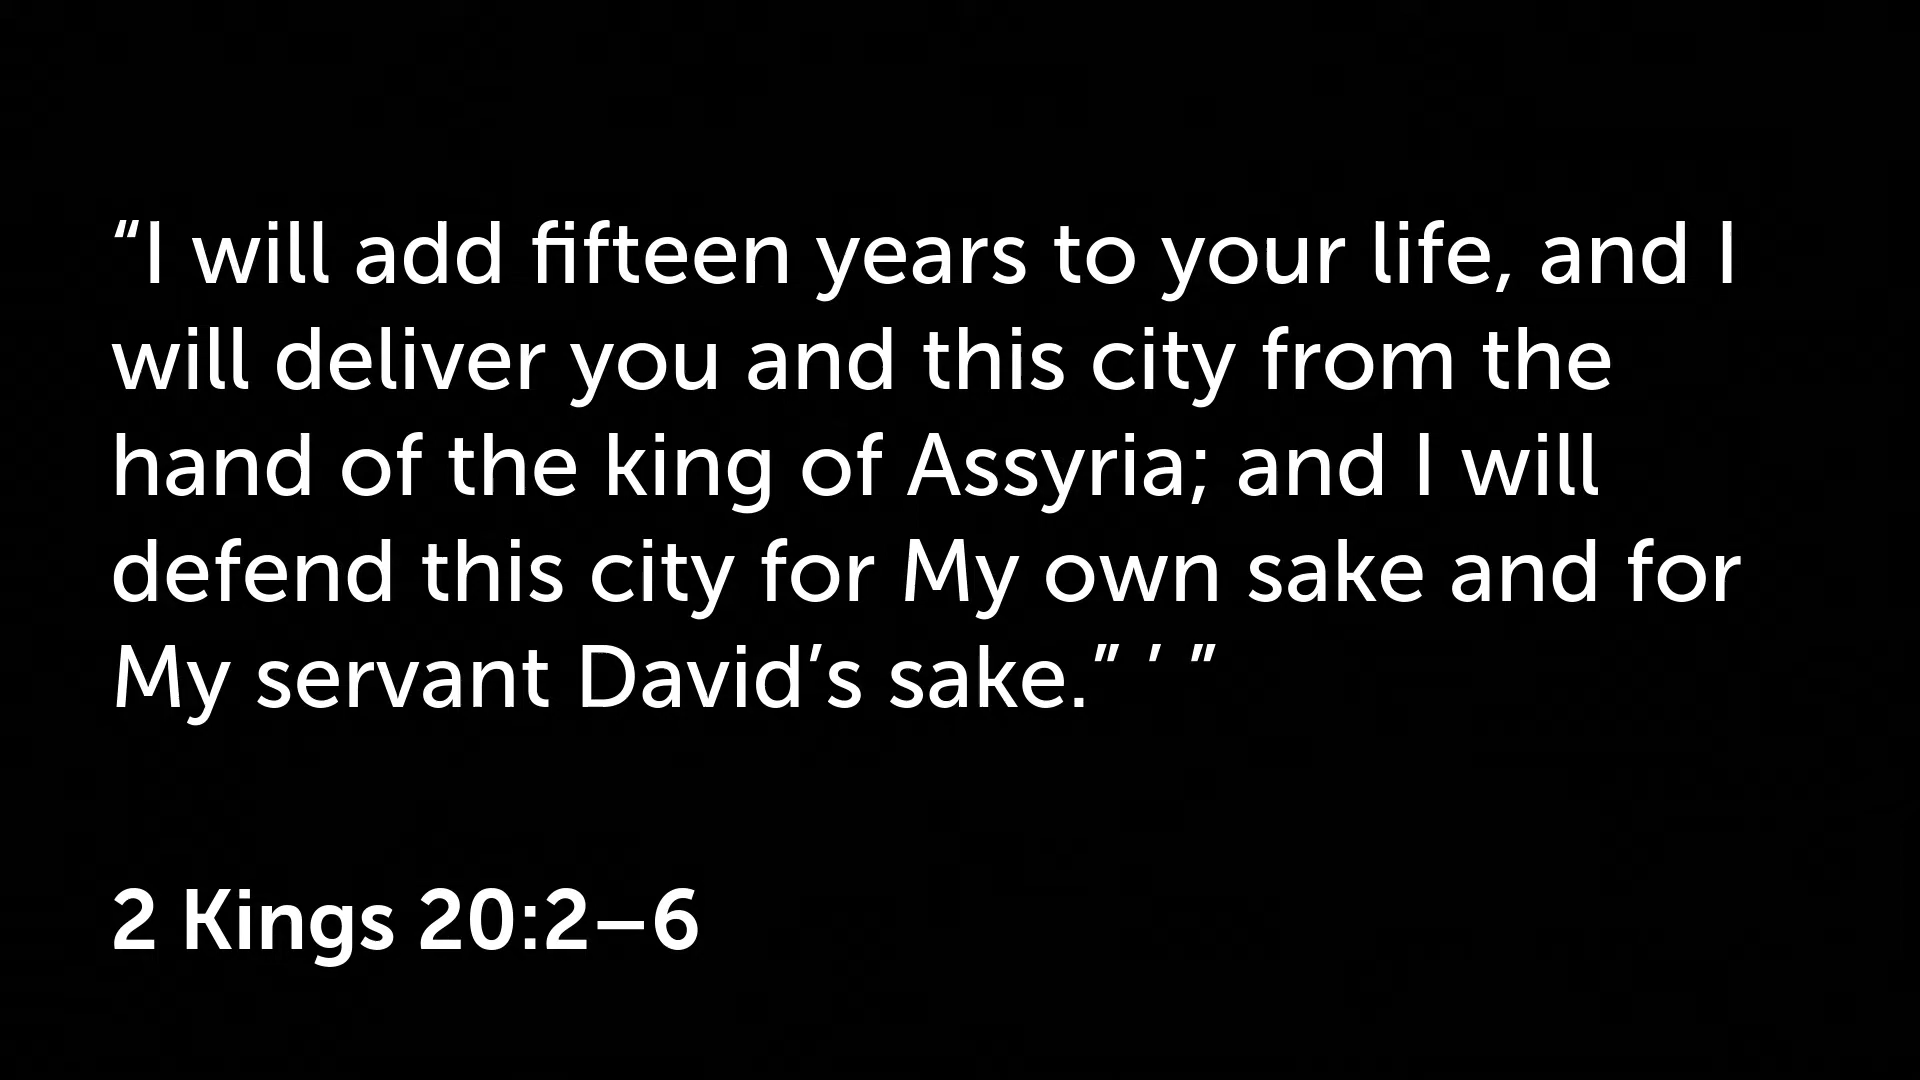 “I will add fifteen years to your life, and I
will deliver you and this city from the
hand of the king of Assyria; and I will
defend this city for My own sake and for
My servant David’s sake.” ’ ”
2 Kings 20:2–6